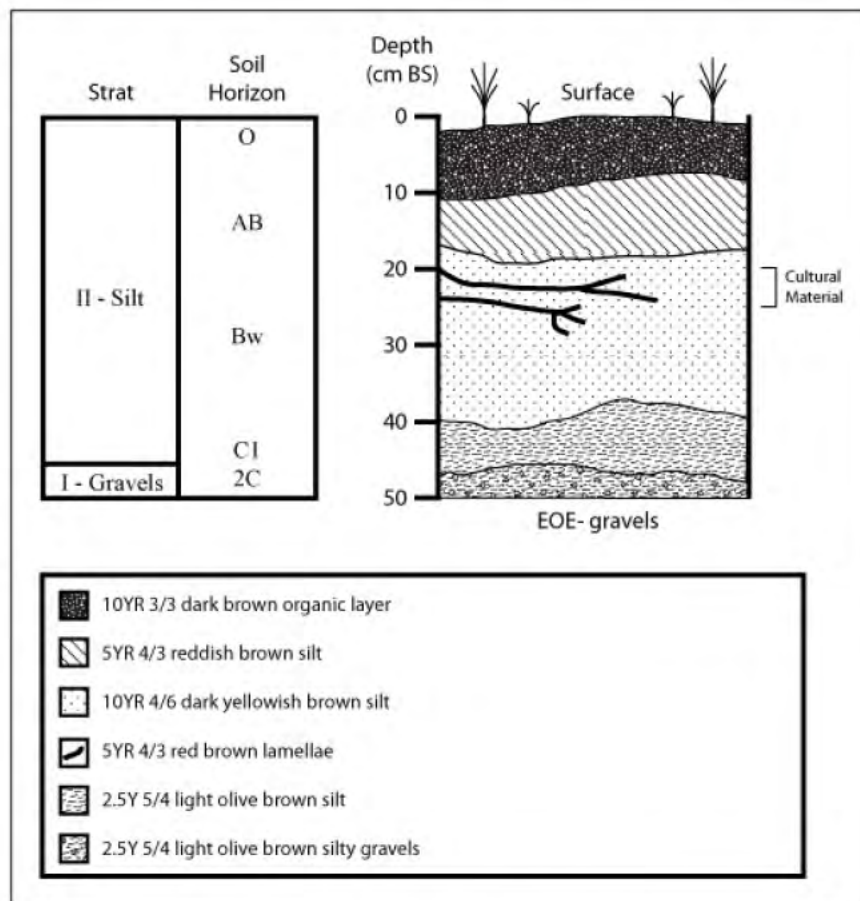 Strat
Soil
Horizon
Depth
(cm BS)
Surface
O
AB
II - Silt
Bw
C1
I - Gravels
2C
0
10
20
30
40
50
Cultural
Material
EOE- gravels
10YR 3/3 dark brown organic layer
5YR 4/3 reddish brown silt
10YR 4/6 dark yellowish brown silt
5YR 4/3 red brown lamellae
2.5Y 5/4 light olive brown silt
2.5Y 5/4 light olive brown silty gravels